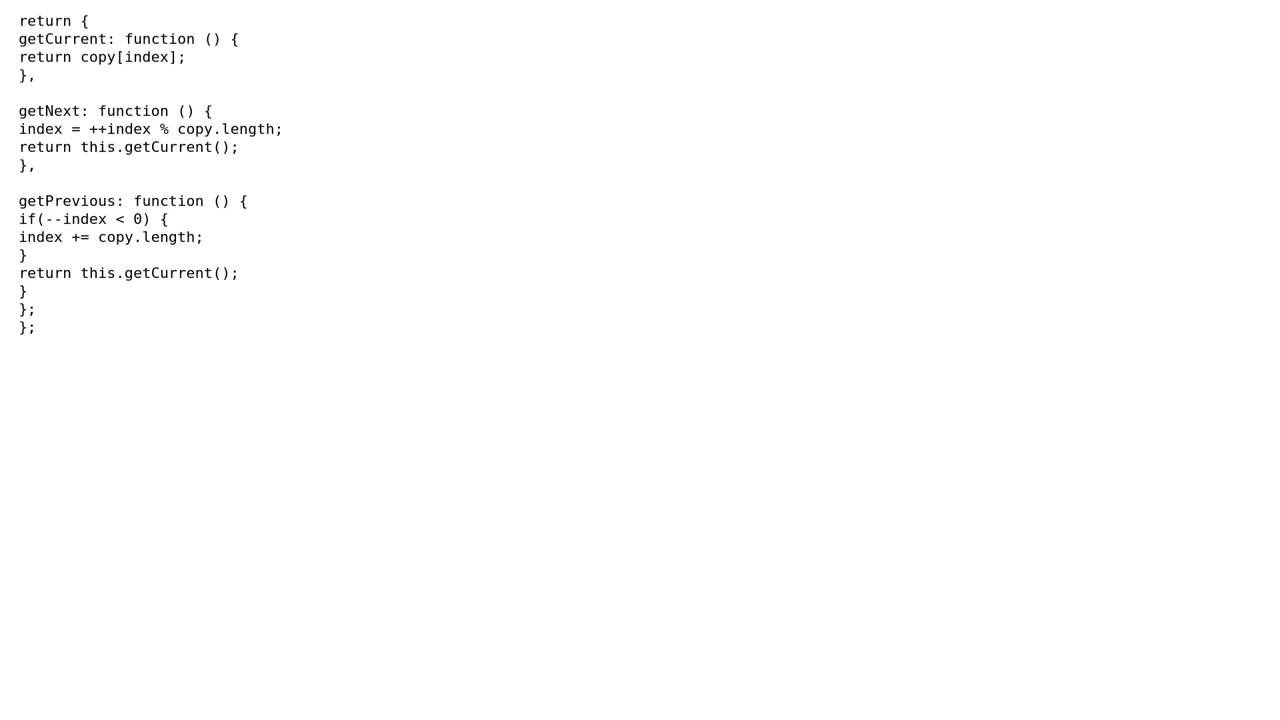 return {
getCurrent: function () {
return copy[index];
},

getNext: function () {
index = ++index % copy.length;
return this.getCurrent();
},

getPrevious: function () {
if(--index < 0) {
index += copy.length;
}
return this.getCurrent();
}
};
};